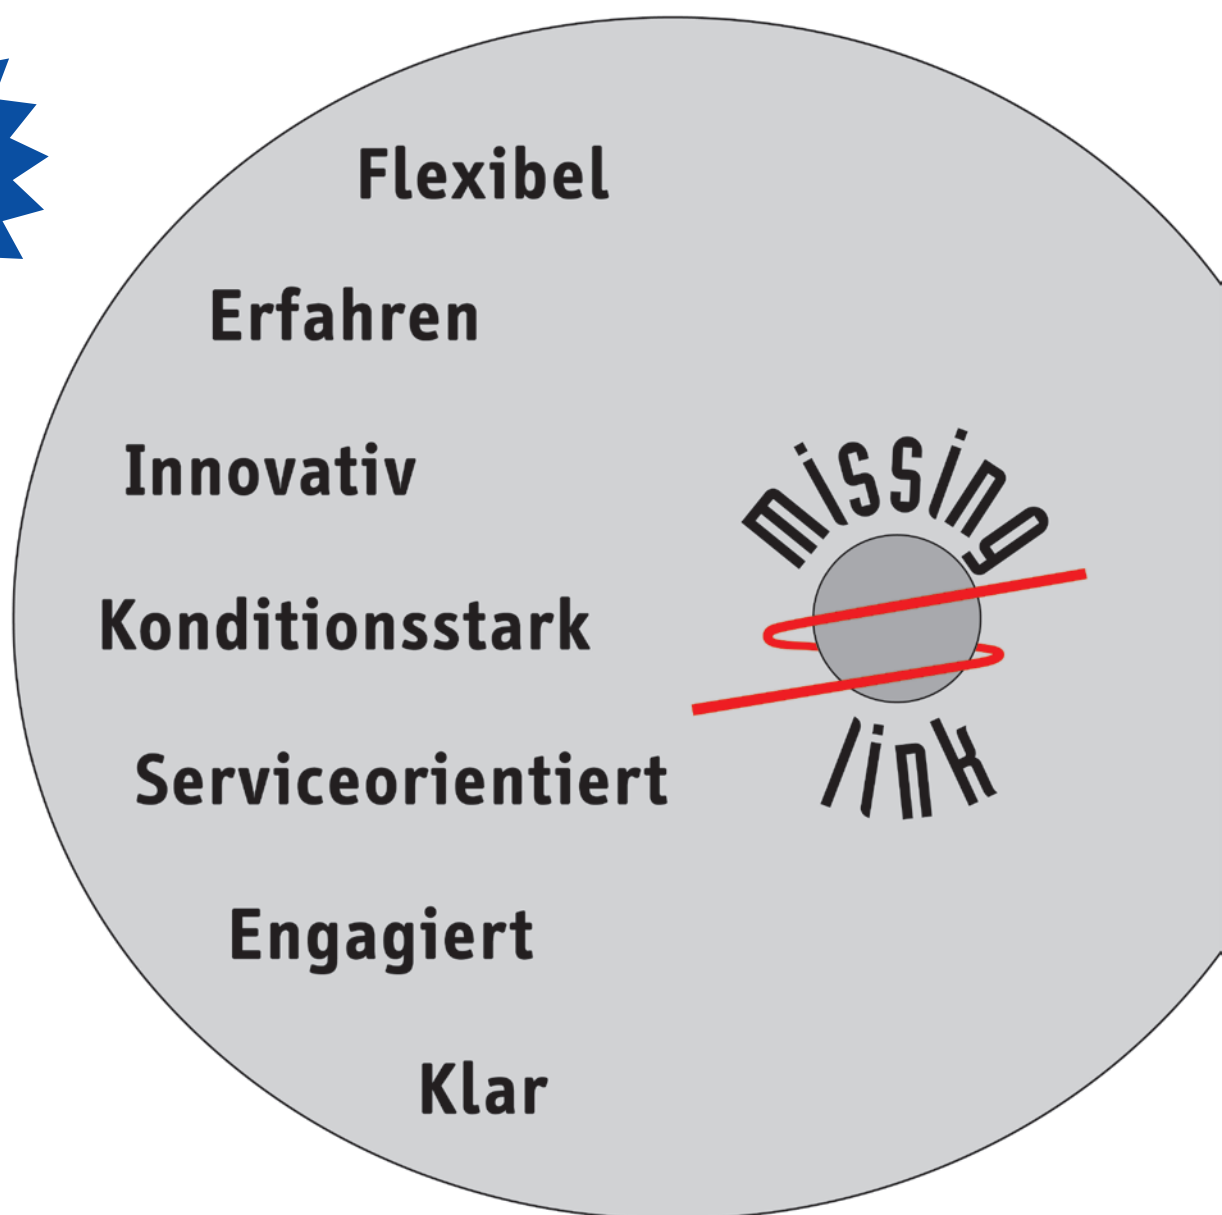 Flexibel
Erfahren
Innovativ
Konditionsstark
Serviceorientiert
Engagiert
Klar
missing
link